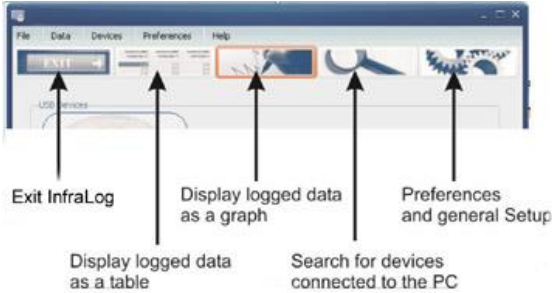 File Data Devices Preferences Help
EXIT
USB Devices
Exit InfraLog
Display logged data
as a graph
Preferences
and general Setup
Display logged data
as a table
Search for devices
connected to the PC